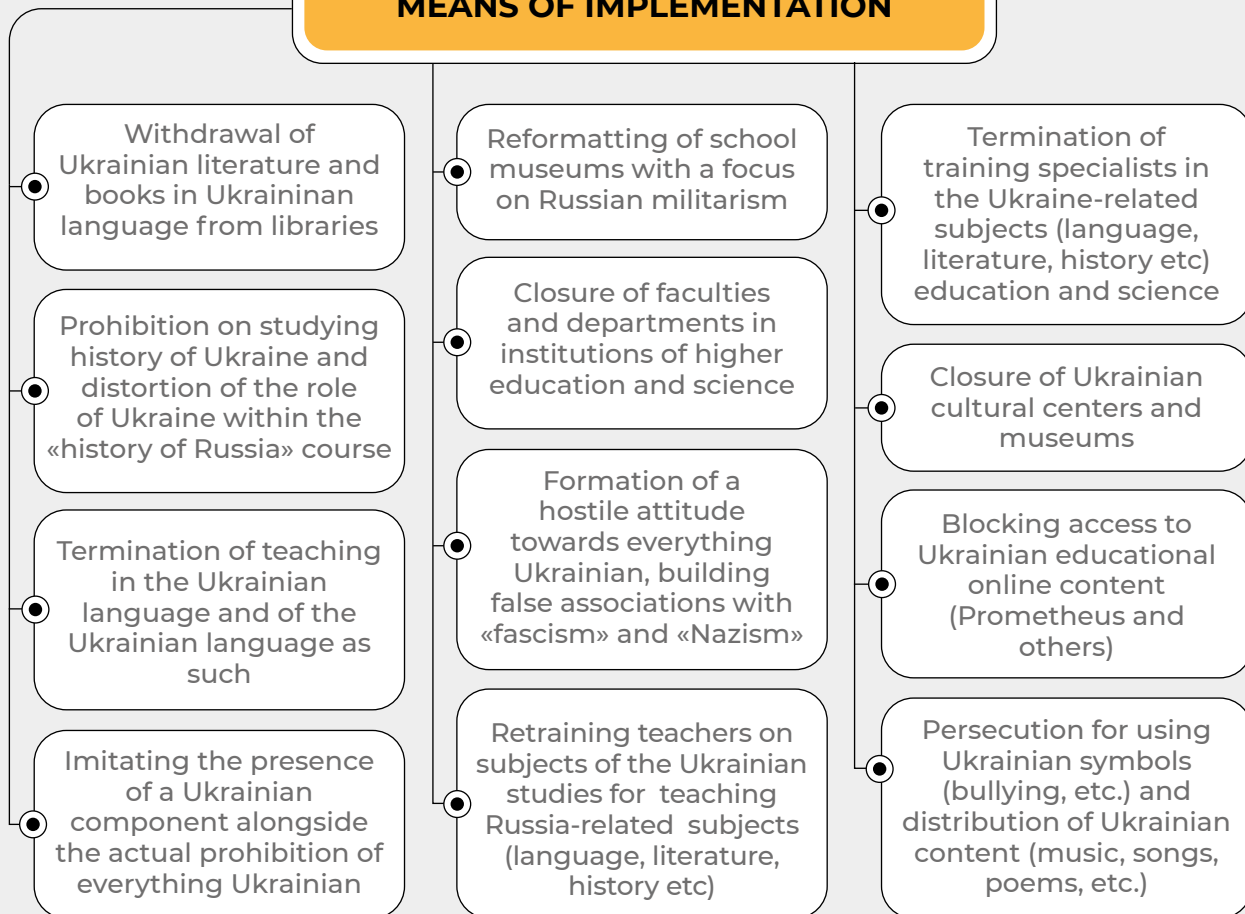 MEANS OF IMPLEMENTATION
Withdrawal of
Ukrainian literature and
books in Ukraininan
language from libraries
Prohibition on studying
history of Ukraine and
distortion of the role
of Ukraine within the
«history of Russia» course
Termination of teaching
in the Ukrainian
language and of the
Ukrainian language as
such
Imitating the presence
of a Ukrainian
component alongside
the actual prohibition of
everything Ukrainian
Reformatting of school
museums with a focus
on Russian militarism
Closure of faculties
and departments in
institutions of higher
education and science
Formation of a
hostile attitude
towards everything
Ukrainian, building
false associations with
«fascism» and «Nazism»
Retraining teachers on
subjects of the Ukrainian
studies for teaching
Russia-related subjects
(language, literature,
history etc)
Termination of
training specialists in
the Ukraine-related
subjects (language,
literature, history etc)
education and science
Closure of Ukrainian
cultural centers and
museums
Blocking access to
Ukrainian educational
online content
(Prometheus and
others)
Persecution for using
Ukrainian symbols
(bullying, etc.) and
distribution of Ukrainian
content (music, songs,
poems, etc.)